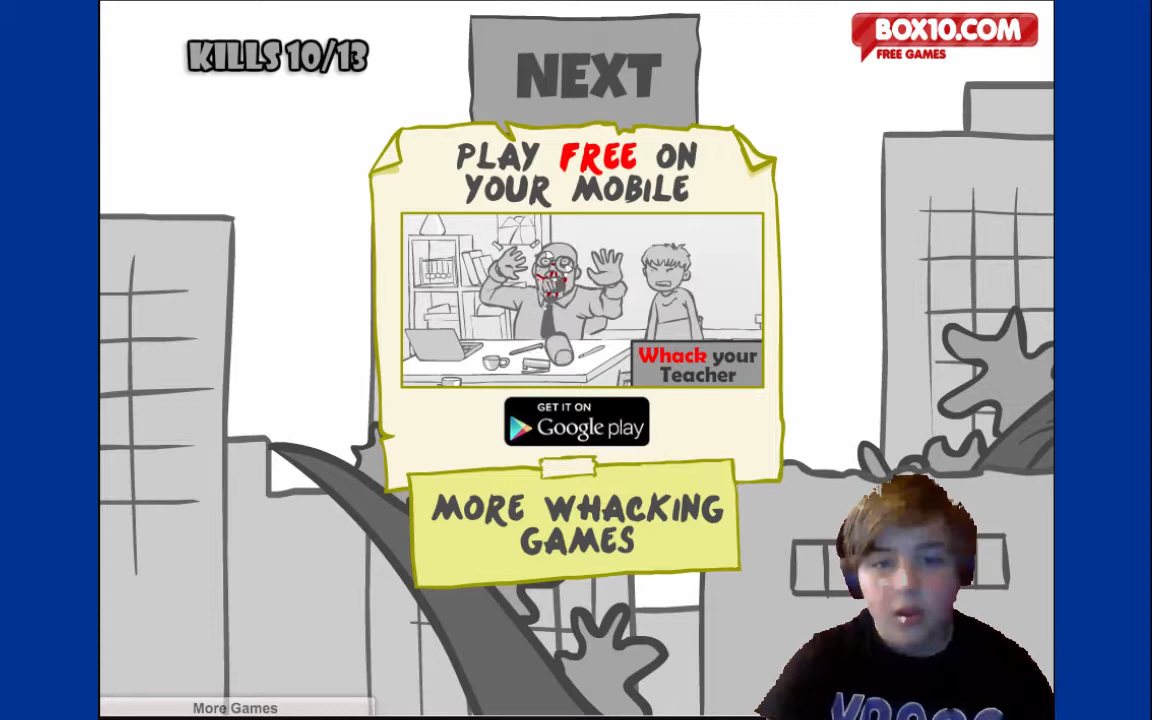 KILLS 10/13
NEXT
BOX10.COM
FREE GAMES
PLAY FREE ON
YOUR MOBILE
Whack your
Teacher
GET IT ON
Google play
MORE WHACKING
GAMES
More Games